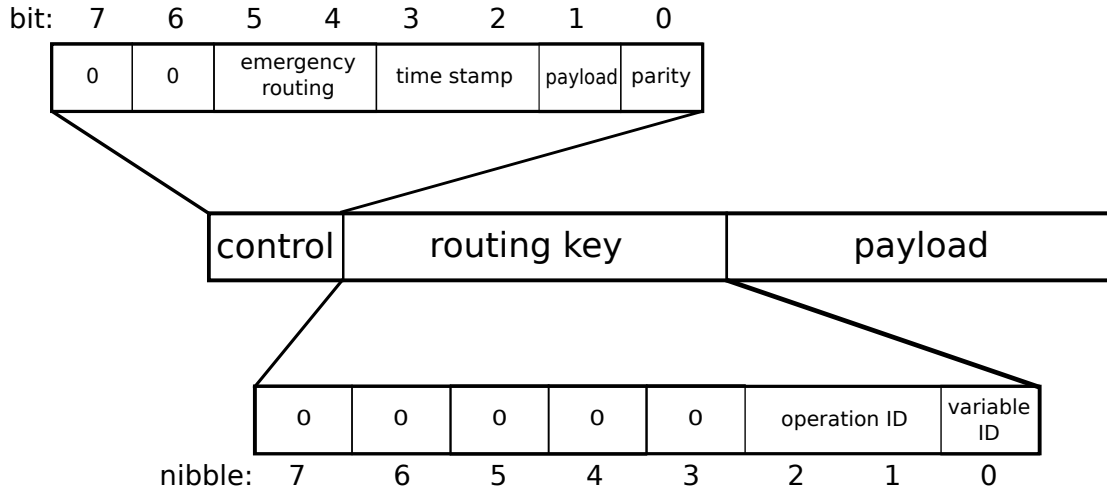 bit: 7 6 5 4 3 2 1 0
0 0 emergency routing time stamp payload parity
control routing key payload
0 0 0 0 0 operation ID variable ID
nibble: 7 6 5 4 3 2 1 0